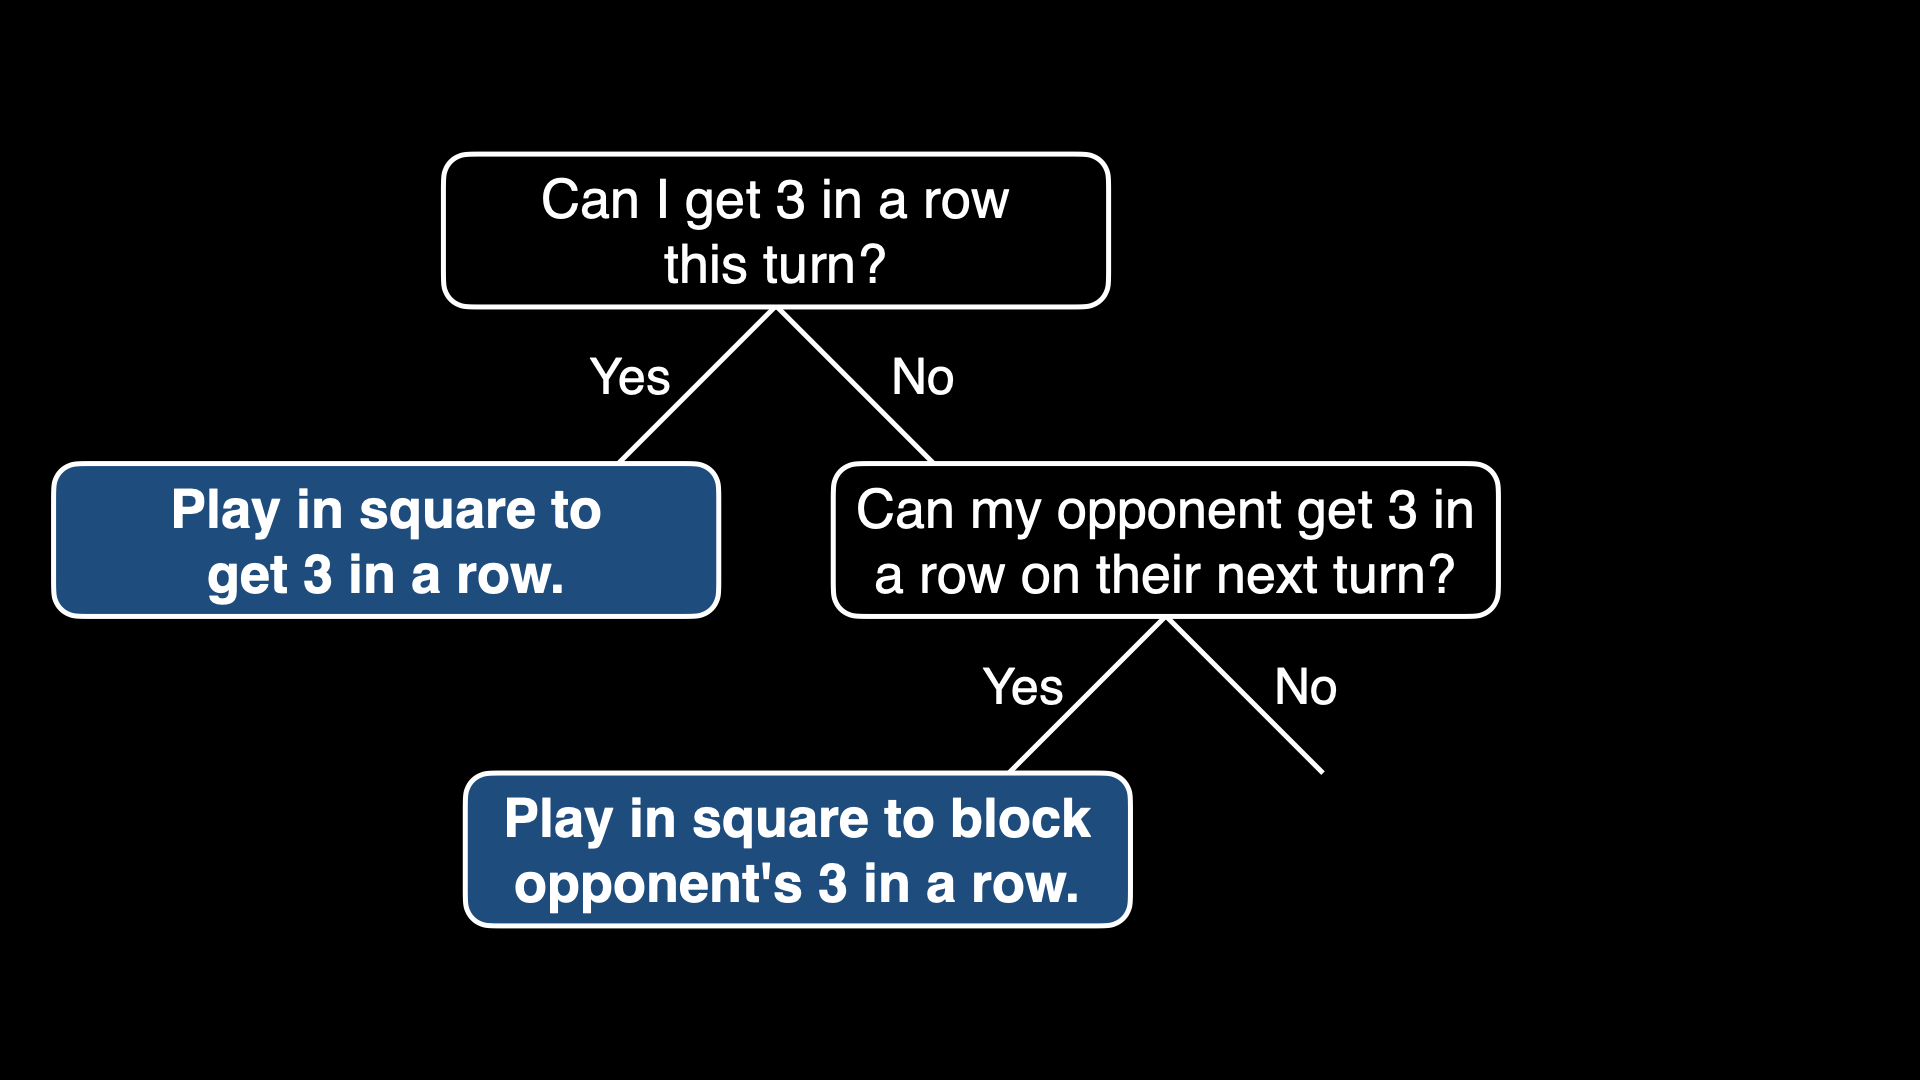 Can I get 3 in a row
this turn?
Yes
No
Play in square to
get 3 in a row.
Can my opponent get 3 in
a row on their next turn?
Yes
No
Play in square to block
opponent's 3 in a row.